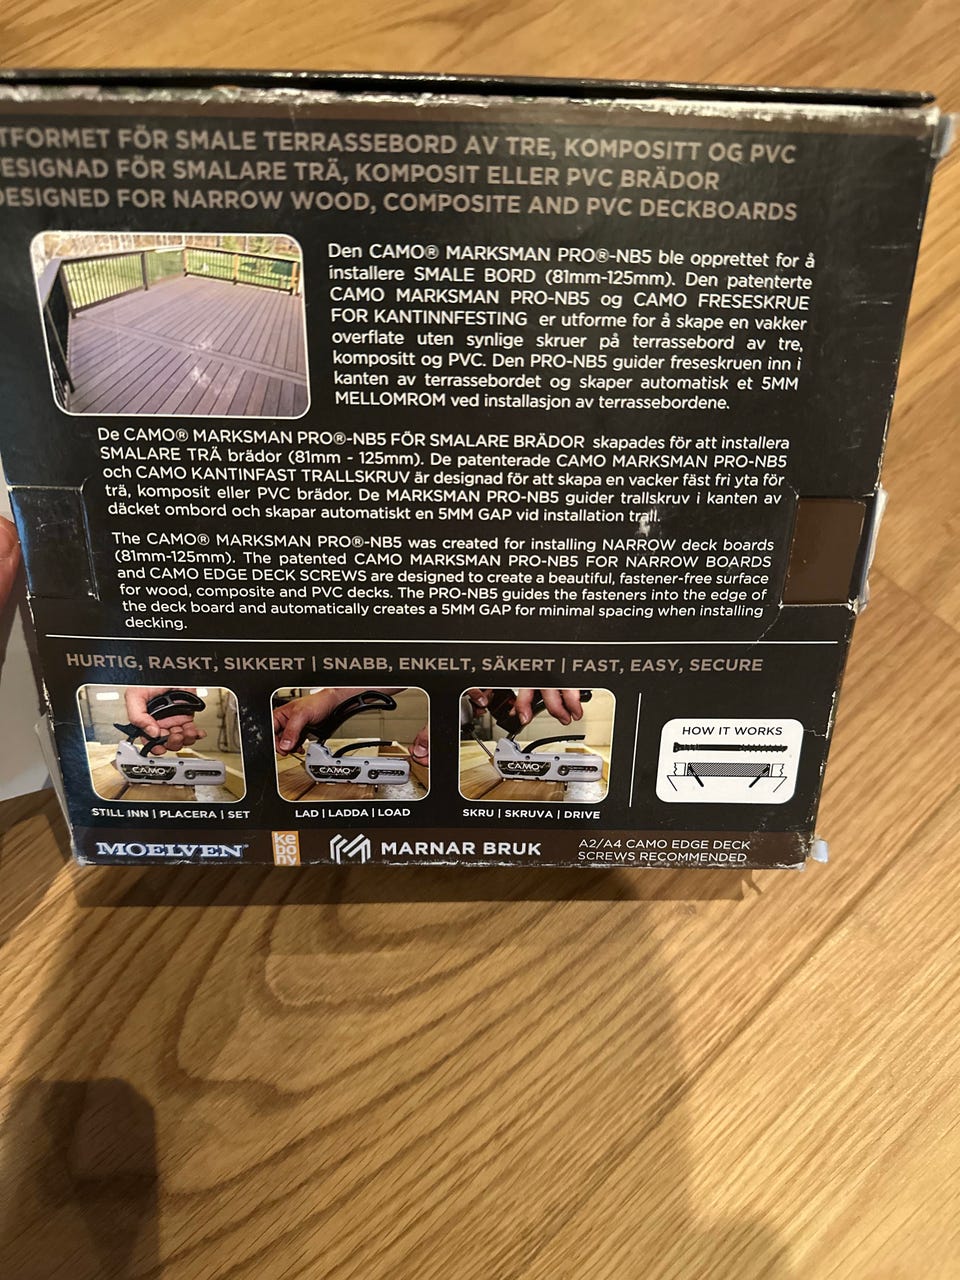 TFORMET FÖR SMALE TERRASSEBORD AV TRE, KOMPOSITT OG PVC
ESIGNAD FÖR SMALARE TRÄ, KOMPOSIT ELLER PVC BRÄDOR
DESIGNED FOR NARROW WOOD, COMPOSITE AND PVC DECKBOARDS
Den CAMO® MARKSMAN PRO®-NB5 ble opprettet for å
installere SMALE BORD (81mm-125mm). Den patenterte
CAMO MARKSMAN PRO-NB5 og CAMO FRESESKRUE
FOR KANTINNFESTING er utforme for å skape en vakker
overflate uten synlige skruer på terrassebord av tre,
kompositt og PVC. Den PRO-NB5 guider freseskruen inn i
kanten av terrassebordet og skaper automatisk et 5MM
MELLOMROM ved installasjon av terrassebordene.
De CAMO® MARKSMAN PRO®-NB5 FÖR SMALARE BRÄDOR skapades för att installera
SMALARE TRÄ brädor (81mm - 125mm). De patenterade CAMO MARKSMAN PRO-NB5
och CAMO KANTINFAST TRALLSKRUV är designad för att skapa en vacker fäst fri yta för
trä, komposit eller PVC brädor. De MARKSMAN PRO-NB5 guider trallskruv i kanten av
däcket ombord och skapar automatiskt en 5MM GAP vid installation trall.
The CAMO® MARKSMAN PRO®-NB5 was created for installing NARROW deck boards
(81mm-125mm). The patented CAMO MARKSMAN PRO-NB5 FOR NARROW BOARDS
and CAMO EDGE DECK SCREWS are designed to create a beautiful, fastener-free surface
for wood, composite and PVC decks. The PRO-NB5 guides the fasteners into the edge of
the deck board and automatically creates a 5MM GAP for minimal spacing when installing
decking.
HURTIG, RASKT, SIKKERT | SNABB, ENKELT, SÄKERT | FAST, EASY, SECURE
CAMO
CAMO
CAMO
HOW IT WORKS
STILL INN | PLACERA | SET
LAD | LADDA | LOAD
SKRU | SKRUVA | DRIVE
MOELVEN®
ke
bo
ny
MARNAR BRUK
A2/A4 CAMO EDGE DECK
SCREWS RECOMMENDED